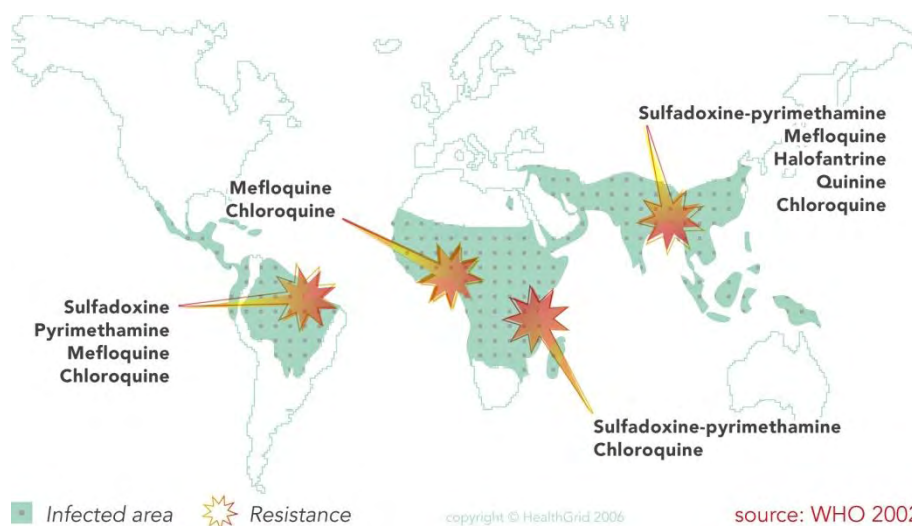 Sulfadoxine-pyrimethamine
Mefloquine
Halofantrine
Quinine
Chloroquine
Mefloquine
Chloroquine
Sulfadoxine
Pyrimethamine
Mefloquine
Chloroquine
Sulfadoxine-pyrimethamine
Chloroquine
Infected area
Resistance
copyright © HealthGrid 2006
source: WHO